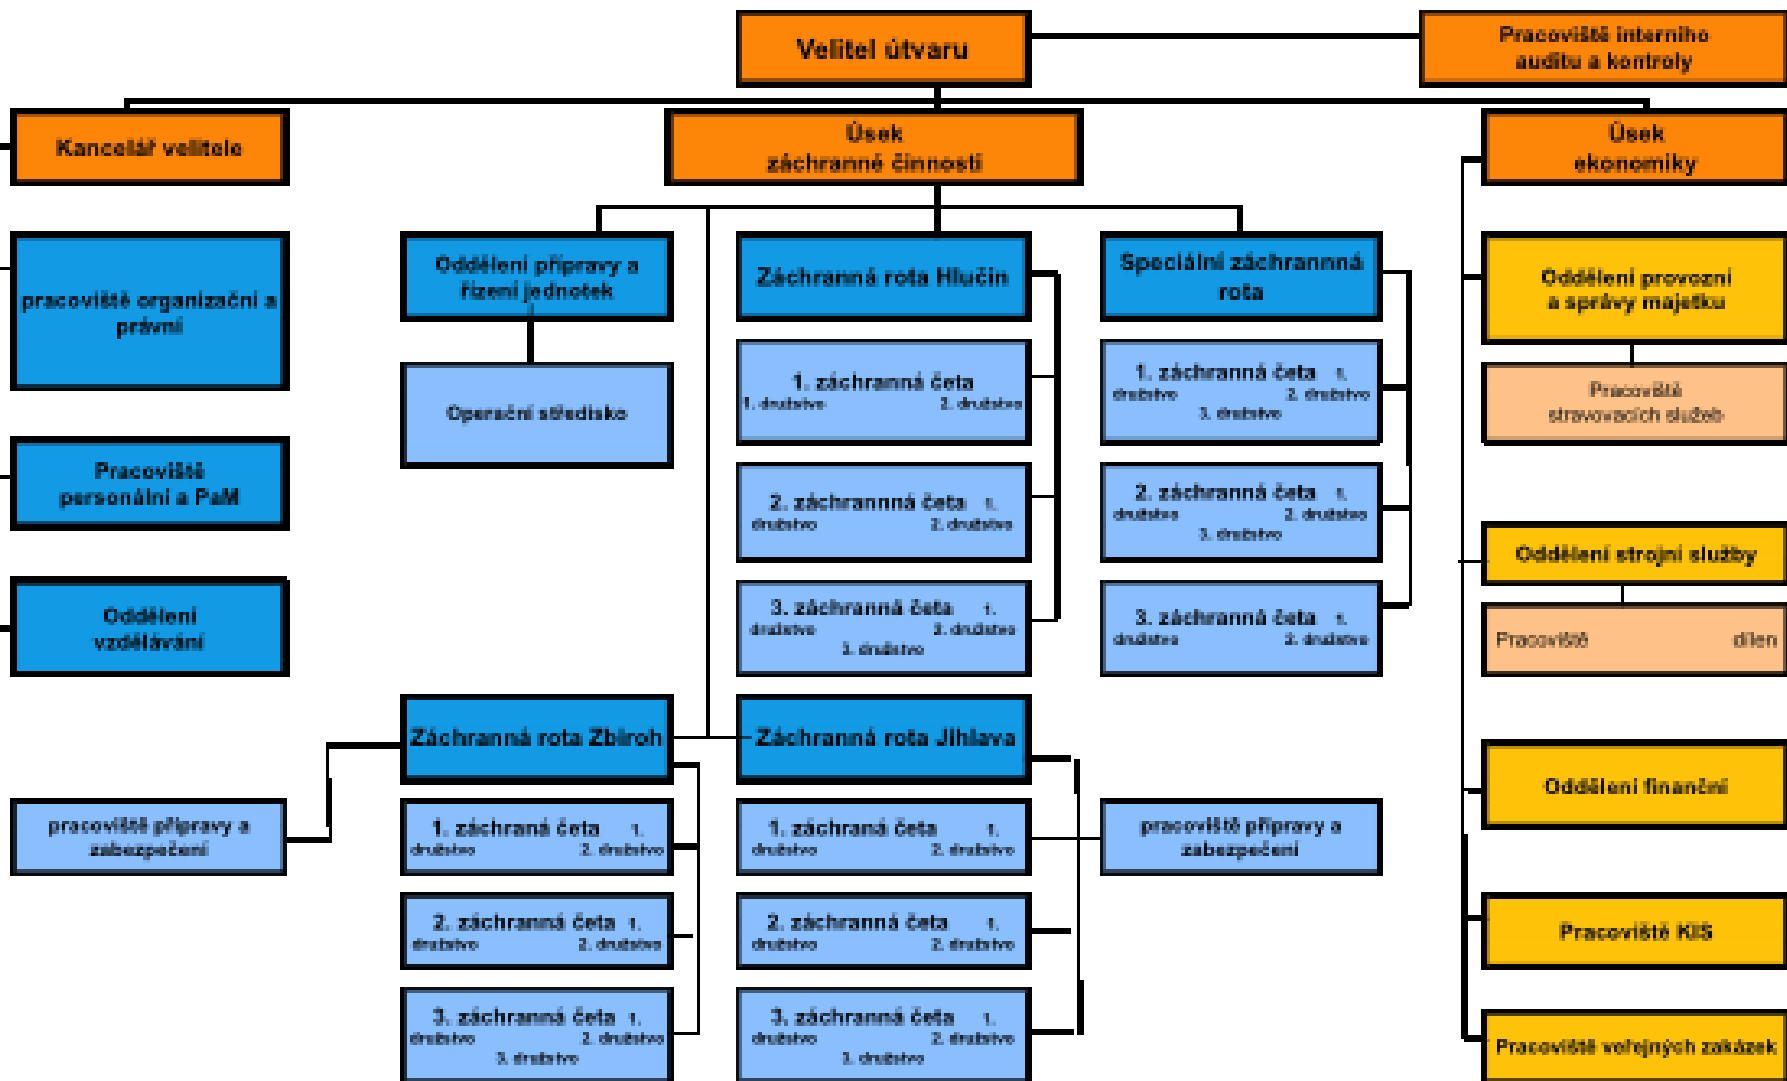 Velitel útvaru
Pracoviště interního
auditu a kontroly
Kancelář velitele
Úsek
záchranné činnosti
Úsek
ekonomiky
pracoviště organizační a
právní
Oddělení přípravy a
řízení jednotek
Záchranná rota Hlučín
Speciální záchrannná
rota
Oddělení provozní
a správy majetku
Operační středisko
1. záchranná četa
1. družstvo 2. družstvo
1. záchranná četa 1.
družstvo 2. družstvo
3. družstvo
Pracoviště
stravovacích služeb
Pracoviště
personální a PaM
2. záchrannná četa 1.
družstvo 2. družstvo
2. záchranná četa 1.
družstvo 2. družstvo
3. družstvo
Oddělení strojní služby
Oddělení
vzdělávání
3. záchranná četa 1.
družstvo 2. družstvo
3. družstvo
3. záchranná četa 1.
družstvo 2. družstvo
Pracoviště dílen
Záchranná rota Zbiroh
Záchranná rota Jihlava
Oddělení finanční
pracoviště přípravy a
zabezpečení
1. záchraná četa 1.
družstvo 2. družstvo
1. záchraná četa 1.
družstvo 2. družstvo
pracoviště přípravy a
zabezpečení
2. záchranná četa 1.
družstvo 2. družstvo
2. záchranná četa 1.
družstvo 2. družstvo
Pracoviště KIS
3. záchranná četa 1.
družstvo 2. družstvo
3. družstvo
3. záchranná četa 1.
družstvo 2. družstvo
3. družstvo
Pracoviště veřejných zakázek